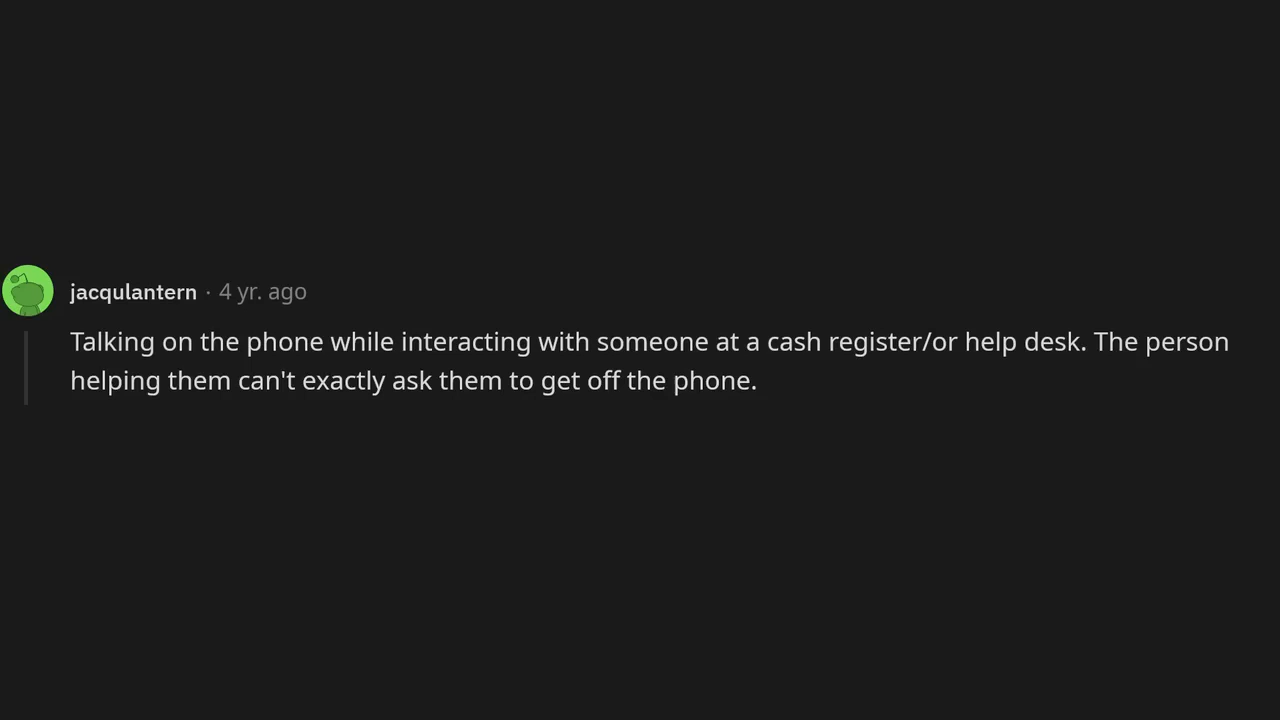 jacqulantern · 4 yr. ago
Talking on the phone while interacting with someone at a cash register/or help desk. The person
helping them can't exactly ask them to get off the phone.